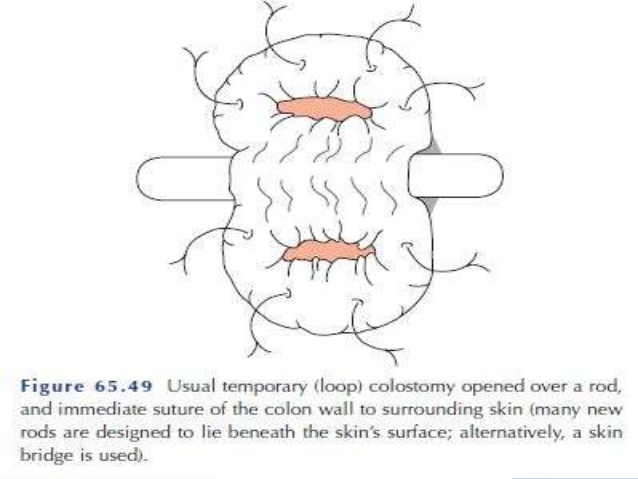 Figure 65.49 Usual temporary (loop) colostomy opened over a rod,
and immediate suture of the colon wall to surrounding skin (many new
rods are designed to lie beneath the skin's surface; alternatively, a skin
bridge is used).